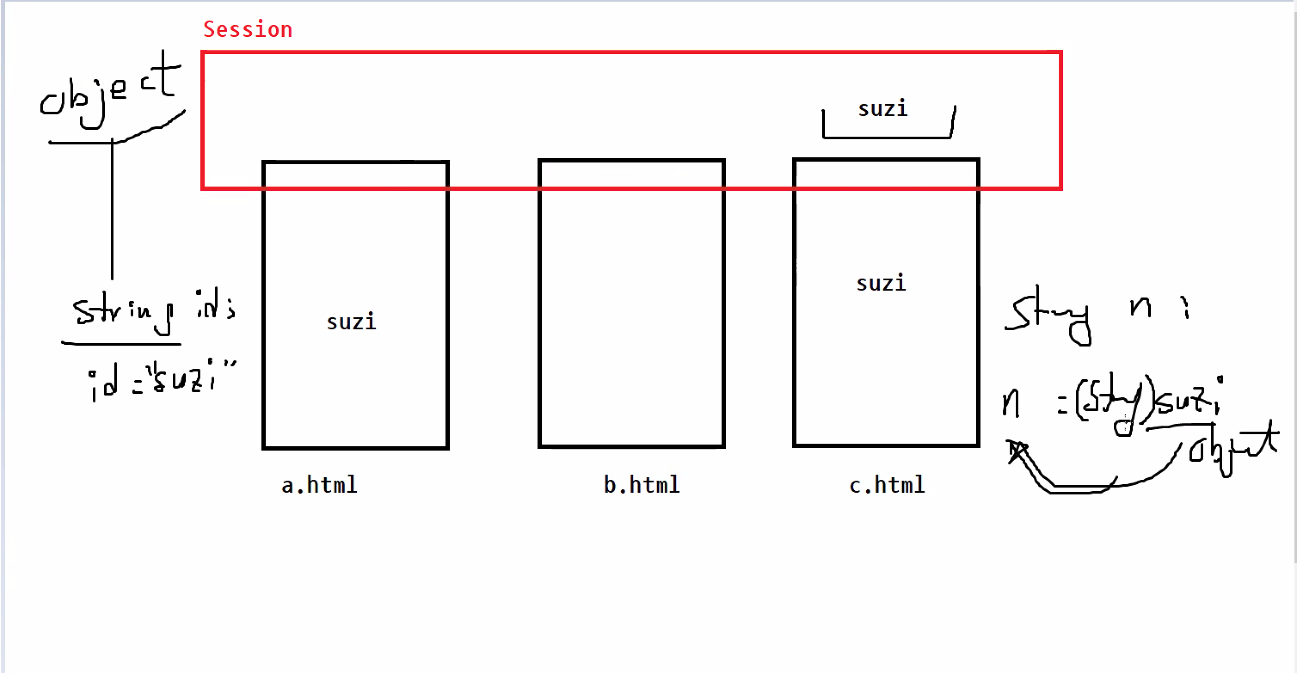 Session
object
suzi
string id;
id = "suzi"
suzi
suzi
String n ;
n = (String)suzi
object
a.html
b.html
c.html